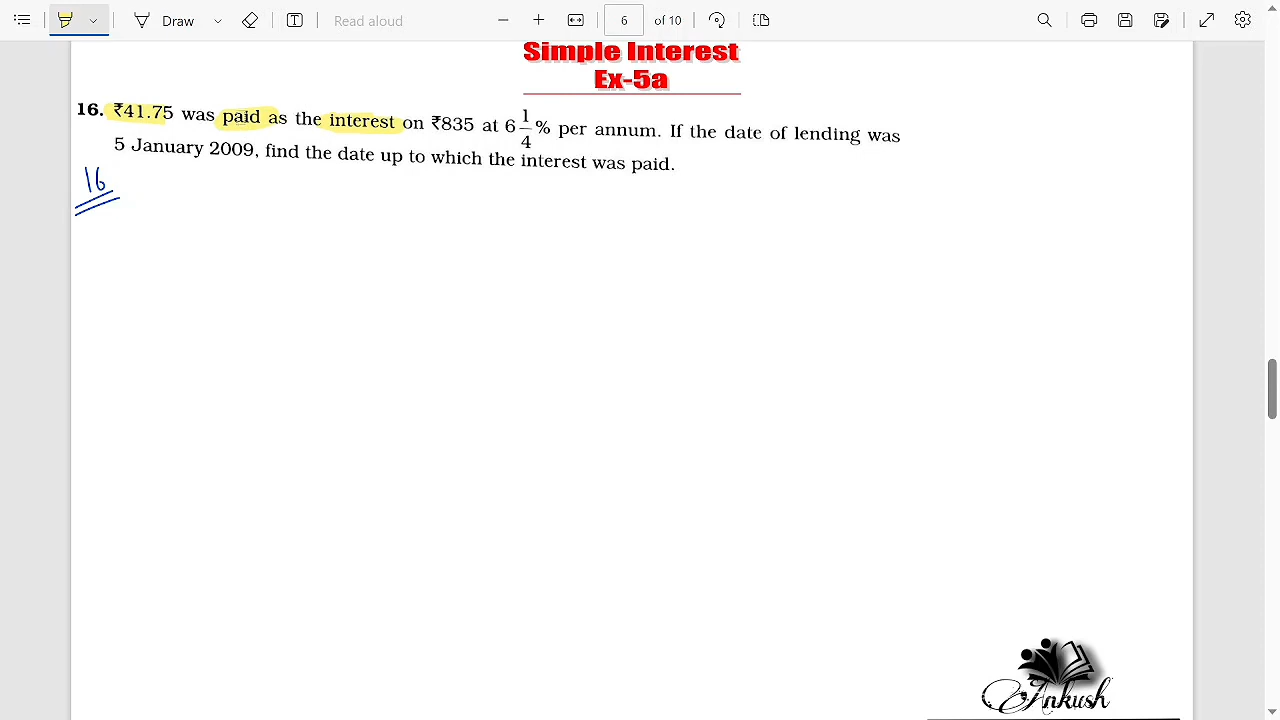 Draw
Read aloud
6
of 10
Simple Interest
Ex-5a
16. ₹41.75 was paid as the interest on ₹835 at 6 1/4 % per annum. If the date of lending was
5 January 2009, find the date up to which the interest was paid.
16
Ankush